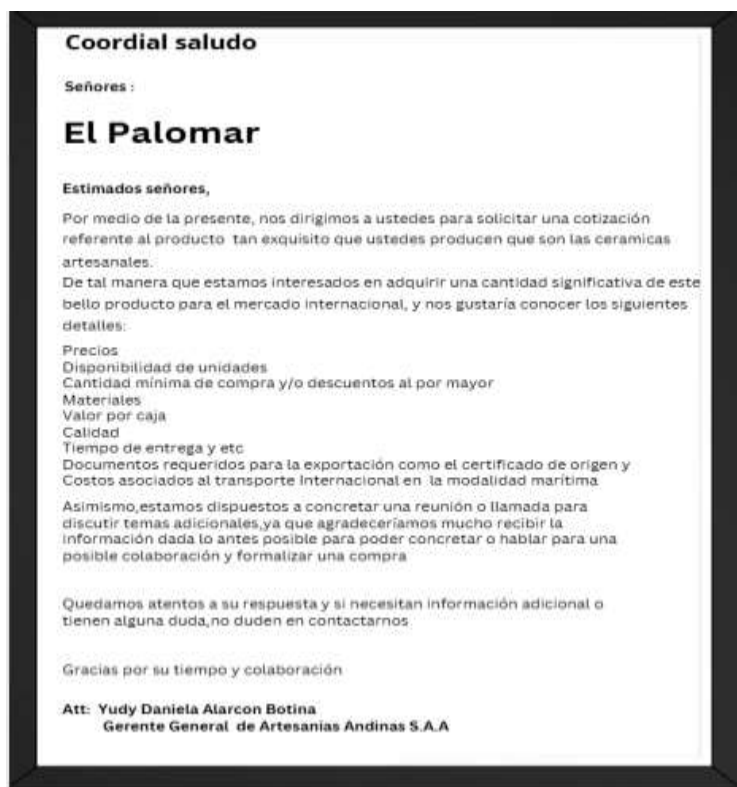 Coordial saludo
Señores :
El Palomar
Estimados señores,
Por medio de la presente, nos dirigimos a ustedes para solicitar una cotización
referente al producto tan exquisito que ustedes producen que son las ceramicas
artesanales.
De tal manera que estamos interesados en adquirir una cantidad significativa de este
bello producto para el mercado internacional, y nos gustaría conocer los siguientes
detalles:
Precios
Disponibilidad de unidades
Cantidad mínima de compra y/o descuentos al por mayor
Materiales
Valor por caja
Calidad
Tiempo de entrega y etc
Documentos requeridos para la exportación como el certificado de origen y
Costos asociados al transporte Internacional en la modalidad marítima
Asimismo,estamos dispuestos a concretar una reunión o llamada para
discutir temas adicionales,ya que agradeceríamos mucho recibir la
información dada lo antes posible para poder concretar o hablar para una
posible colaboración y formalizar una compra
Quedamos atentos a su respuesta y si necesitan información adicional o
tienen alguna duda,no duden en contactarnos
Gracias por su tiempo y colaboración
Att: Yudy Daniela Alarcon Botina
Gerente General de Artesanias Andinas S.A.A